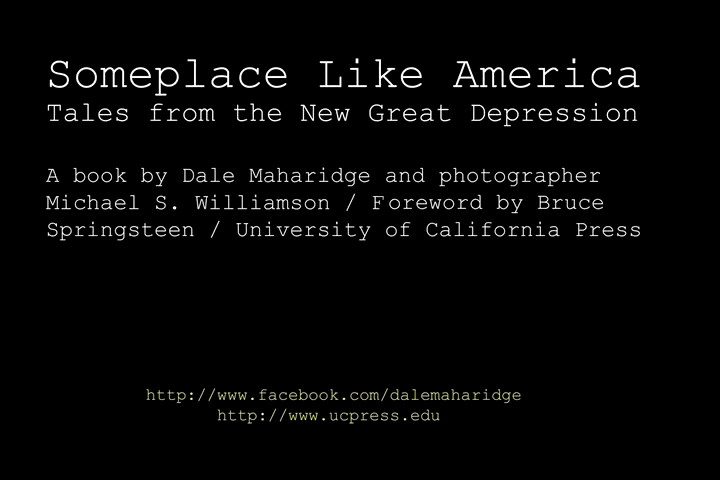 Someplace Like America
Tales from the New Great Depression
A book by Dale Maharidge and photographer
Michael S. Williamson / Foreword by Bruce
Springsteen / University of California Press
http://www.facebook.com/dalemaharidge
http://www.ucpress.edu